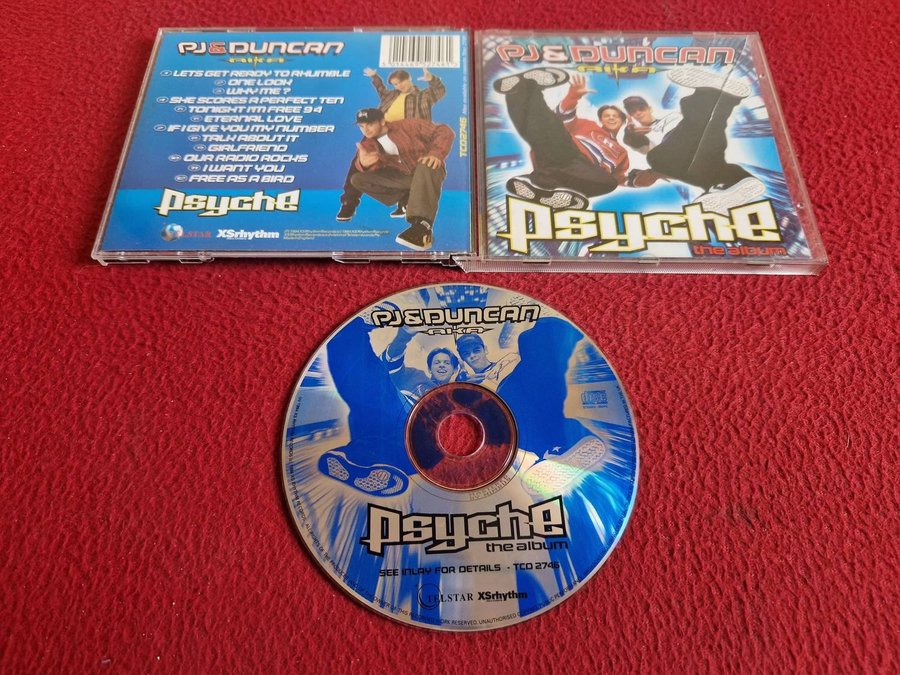 PJ & DUNCAN
AKA
LETS GET READY TO RHUMBLE
ONE LOOK
WHY ME ?
SHE SCORES A PERFECT TEN
TONIGHT I'M FREE 94
ETERNAL LOVE
IF I GIVE YOU MY NUMBER
TALK ABOUT IT
GIRLFRIEND
OUR RADIO ROCKS
I WANT YOU
FREE AS A BIRD
Psyche
TELSTAR XSrhythm
TCD2746
PJ & DUNCAN
AKA
Psyche
the album
PJ & DUNCAN
AKA
Psyche
the album
SEE INLAY FOR DETAILS · TCD 2746
TELSTAR XSrhythm